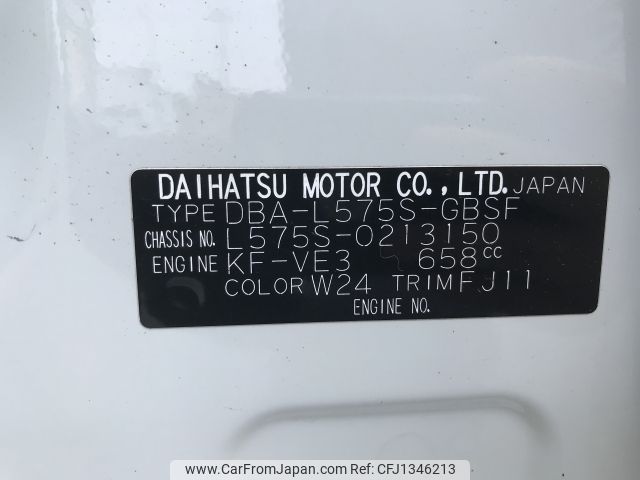 DAIHATSU MOTOR CO., LTD. JAPAN
TYPE DBA-L575S-GBSF
CHASSIS NO. L575S-0213150
ENGINE KF-VE3 658cc
COLOR W24 TRIM FJ11
ENGINE NO.
www.CarFromJapan.com | Ref No. CFJ1346213